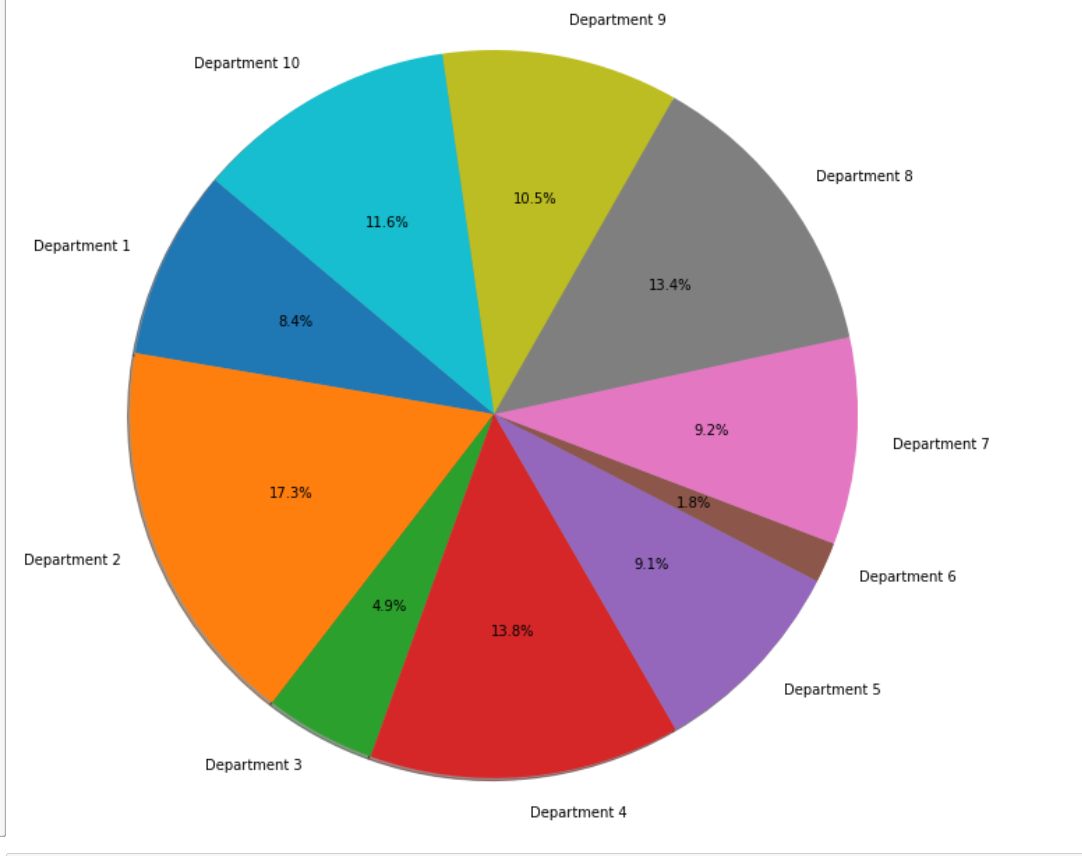 Department 9
Department 10
Department 8
10.5%
11.6%
Department 1
13.4%
8.4%
9.2%
Department 7
17.3%
1.8%
Department 2
9.1%
Department 6
4.9%
13.8%
Department 5
Department 3
Department 4